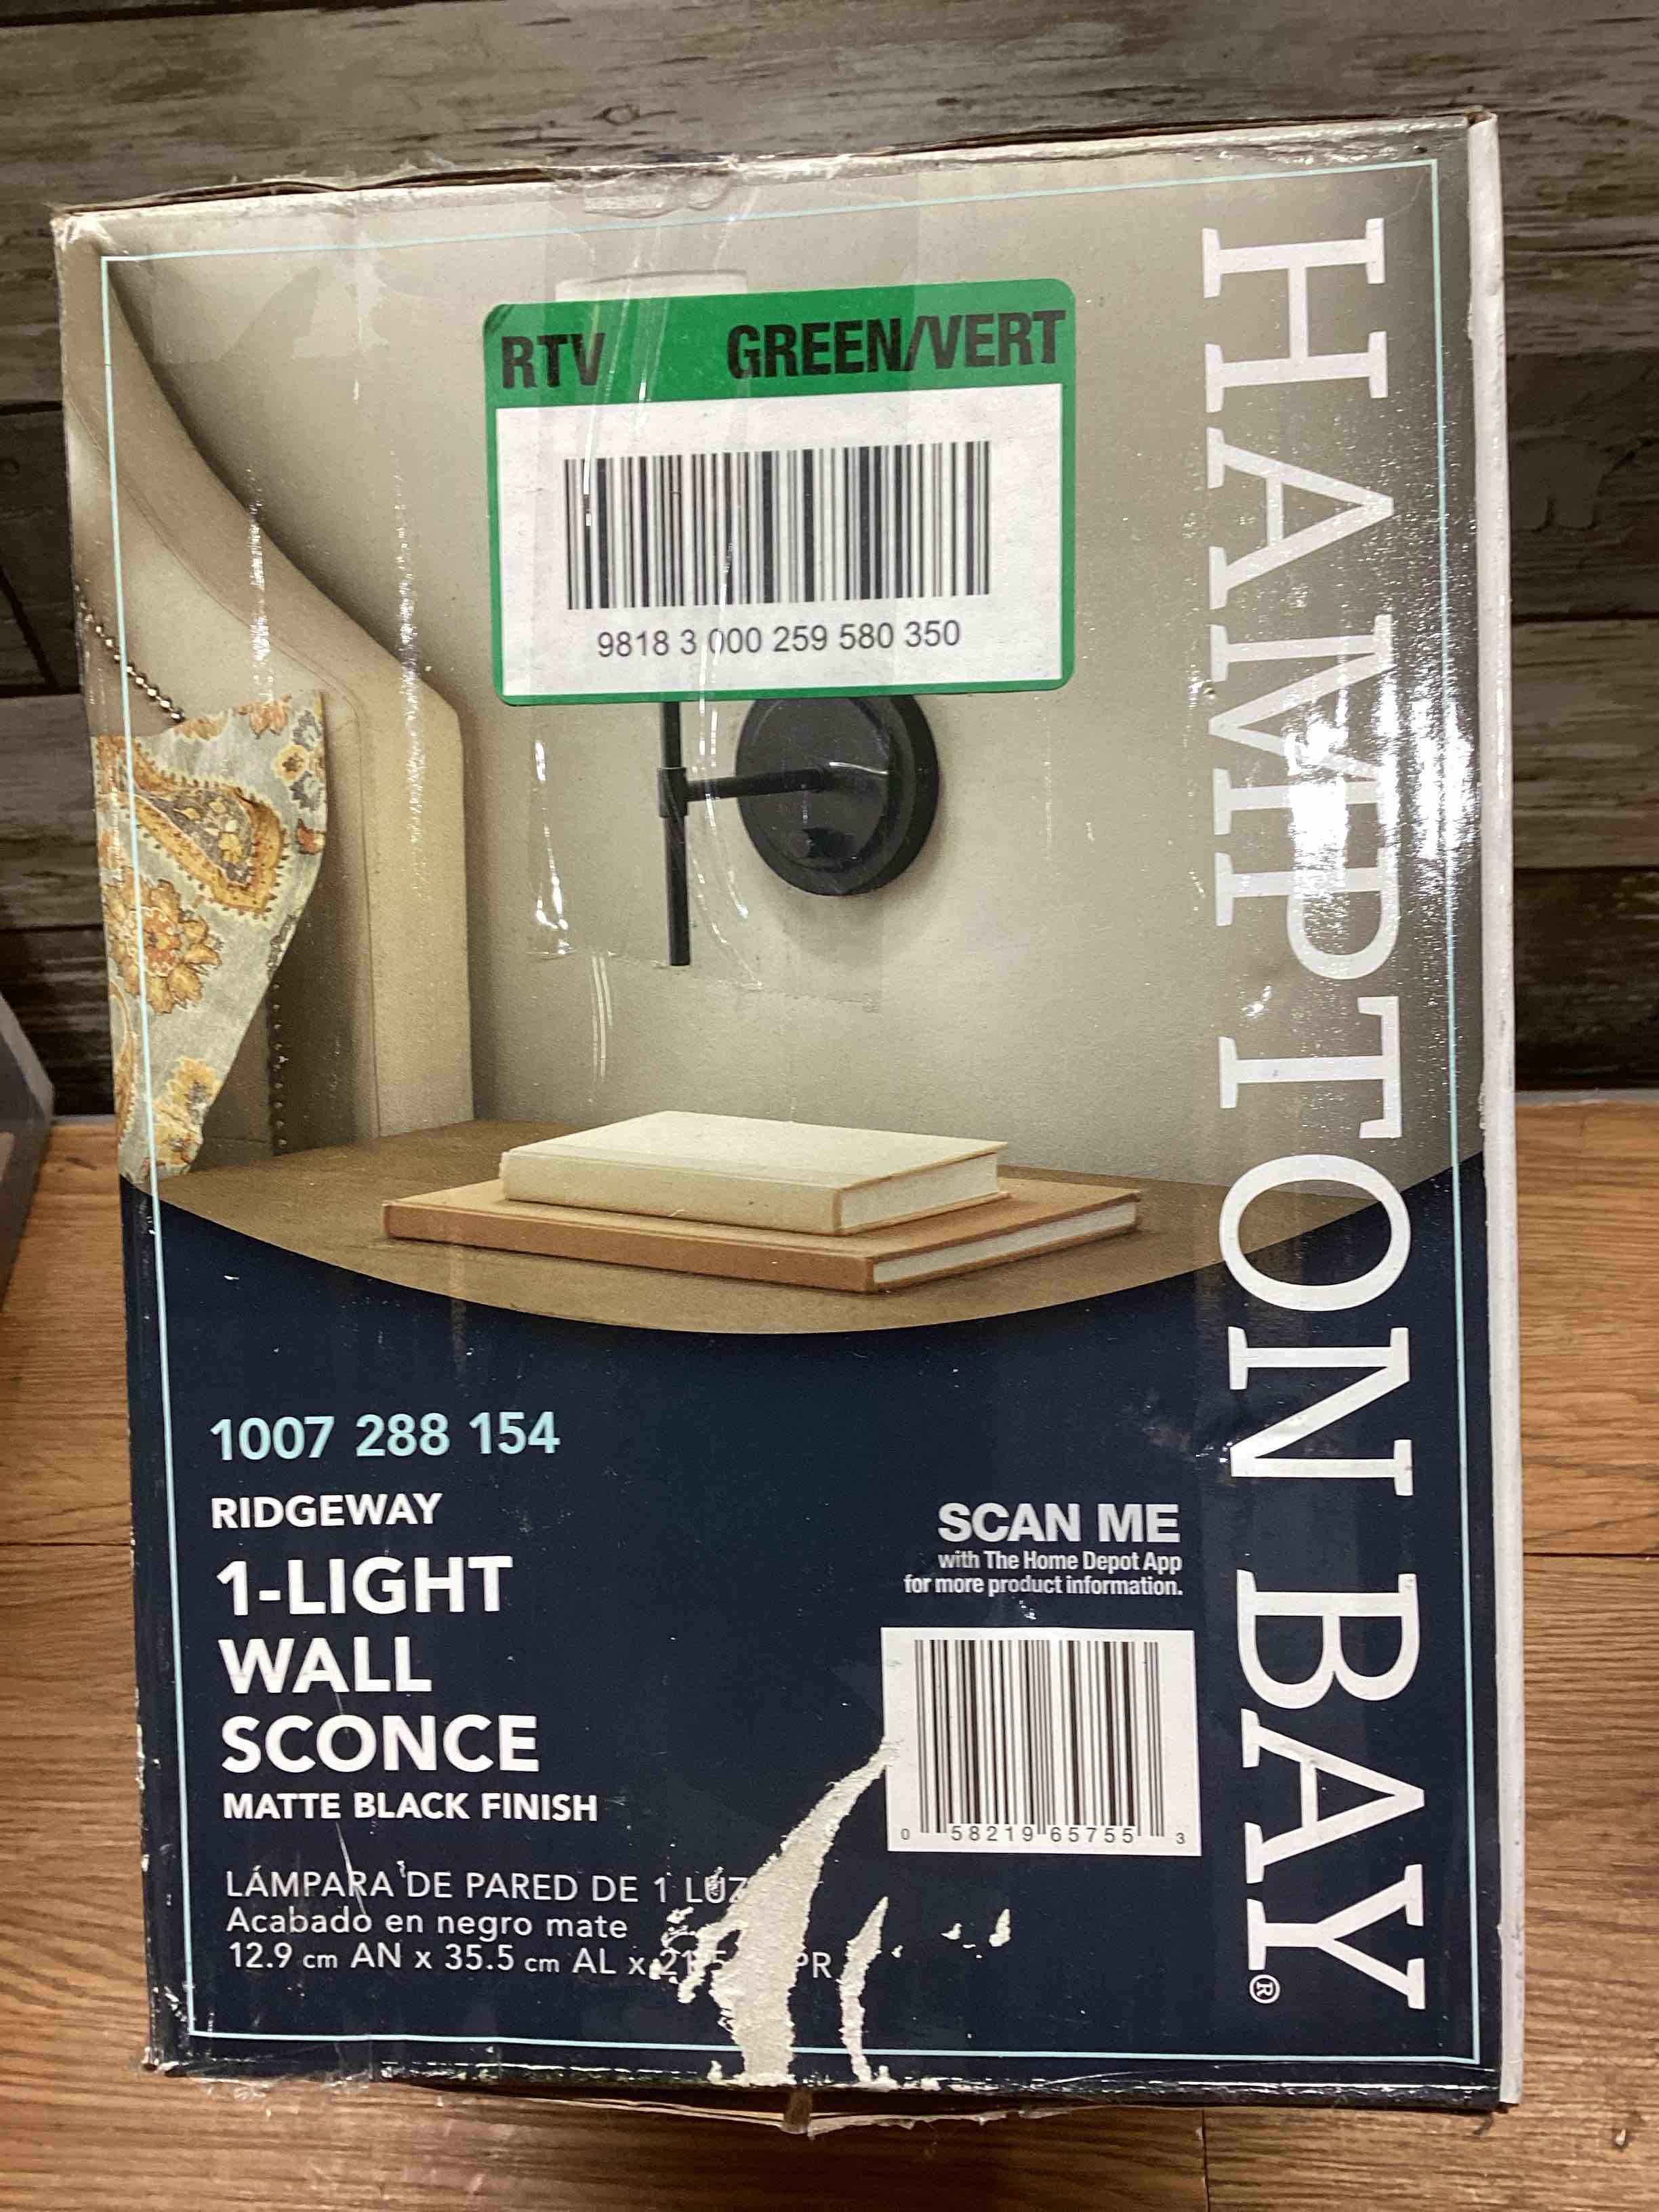 RTV GREEN/VERT
9818 3 000 259 580 350
HAMPTON BAY®
1007 288 154
RIDGEWAY
1-LIGHT
WALL
SCONCE
MATTE BLACK FINISH
LÁMPARA DE PARED DE 1 LUZ
Acabado en negro mate
12.9 cm AN x 35.5 cm AL x PR
SCAN ME
with The Home Depot App
for more product information.
0 58219 65755 3